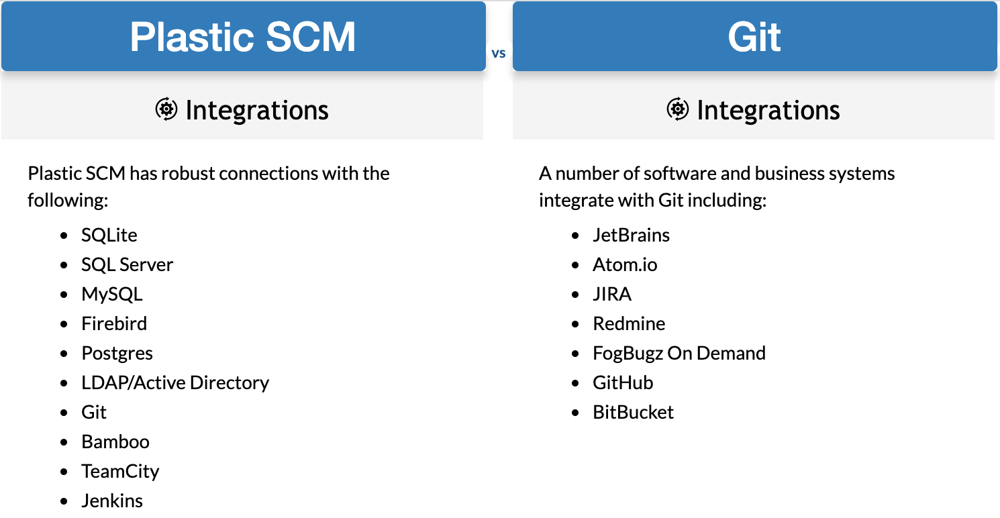 Plastic SCM
vs
Git
Integrations
Plastic SCM has robust connections with the
following:
• SQLite
• SQL Server
• MySQL
• Firebird
• Postgres
• LDAP/Active Directory
• Git
• Bamboo
• TeamCity
• Jenkins
Integrations
A number of software and business systems
integrate with Git including:
• JetBrains
• Atom.io
• JIRA
• Redmine
• FogBugz On Demand
• GitHub
• BitBucket